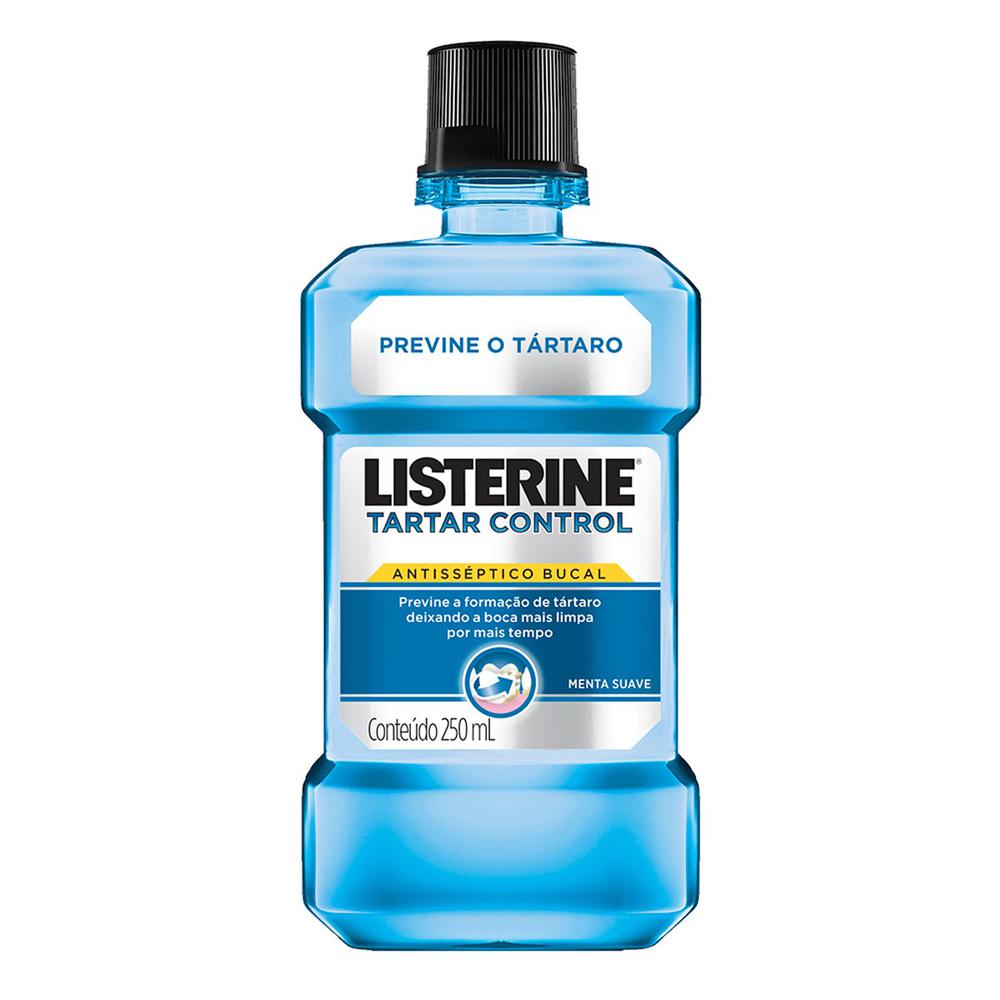 PREVINE O TÁRTARO
LISTERINE®
TARTAR CONTROL
ANTISSÉPTICO BUCAL
Previne a formação de tártaro
deixando a boca mais limpa
por mais tempo
MENTA SUAVE
Conteúdo 250 mL